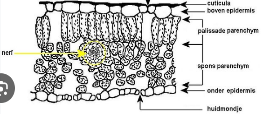 cuticula
boven epidermis
palissade parenchym
nerf
spons parenchym
onder epidermis
huidmondje